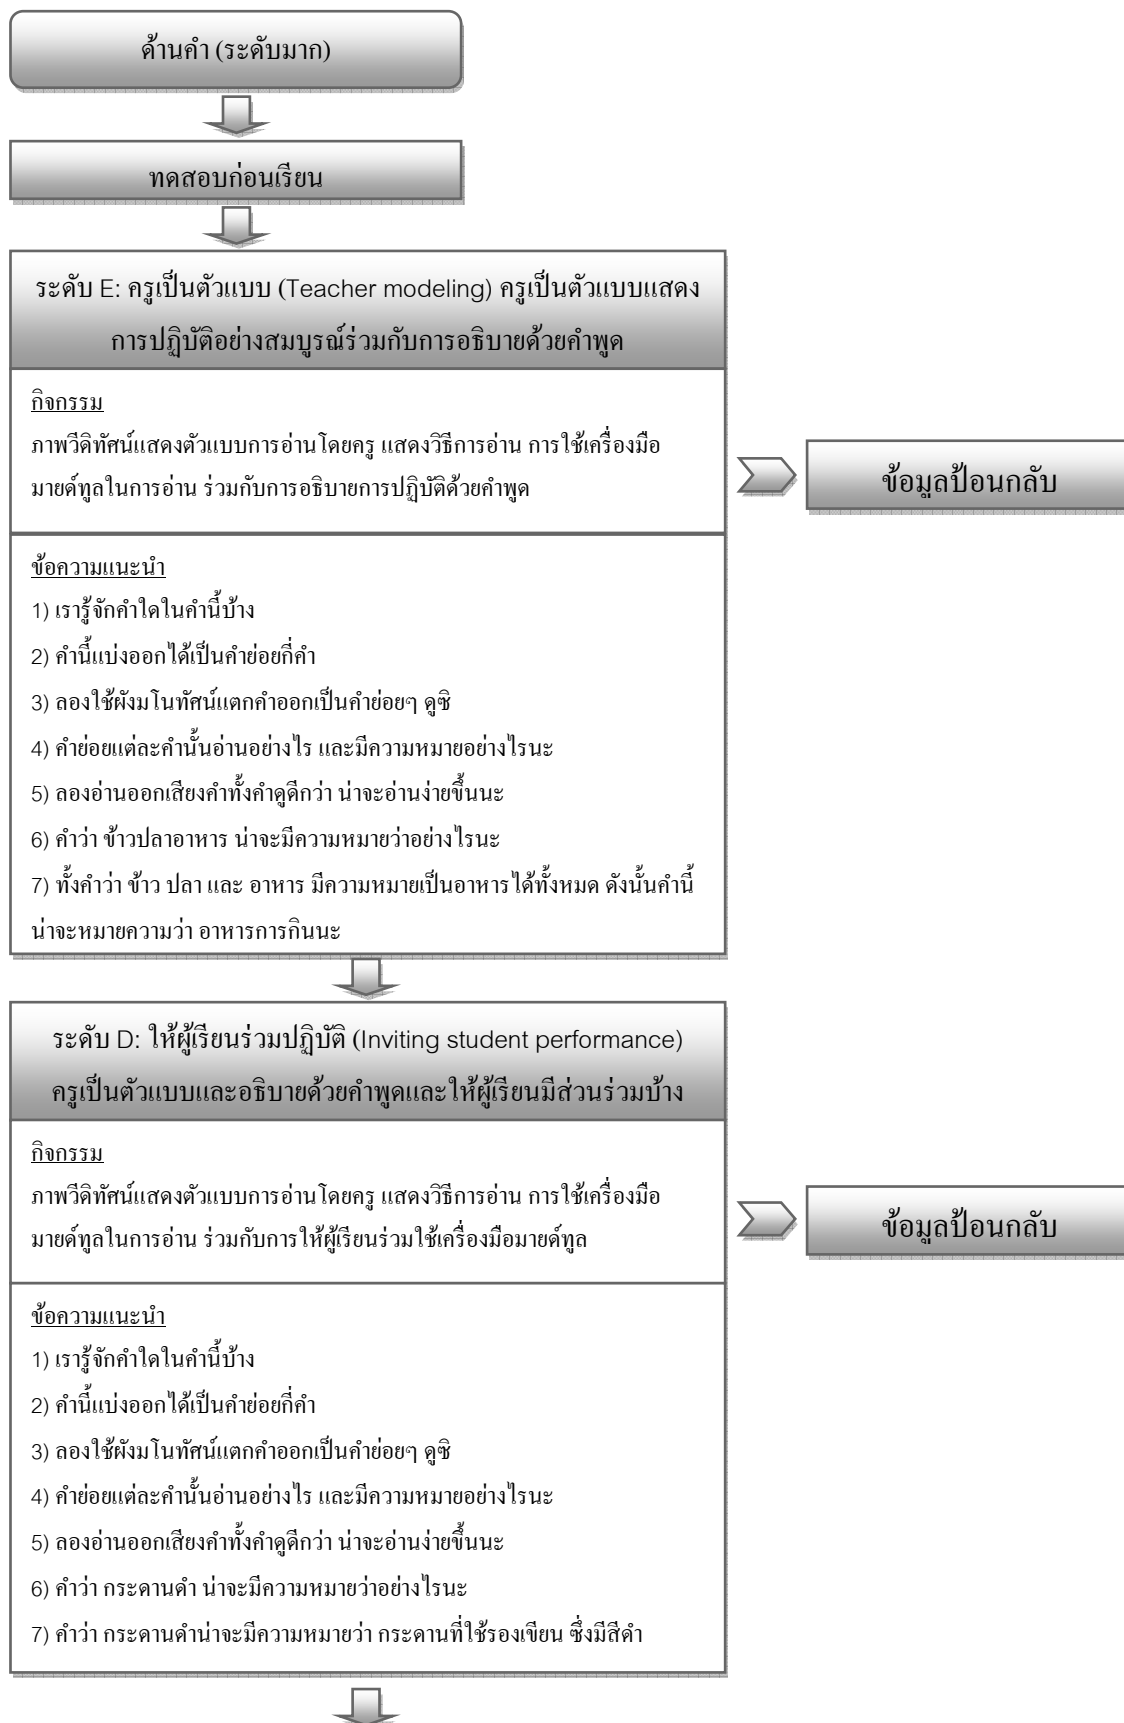 ด้านคำ (ระดับมาก)
ทดสอบก่อนเรียน
ระดับ E: ครูเป็นตัวแบบ (Teacher modeling) ครูเป็นตัวแบบแสดง
การปฏิบัติอย่างสมบูรณ์ร่วมกับการอธิบายด้วยคำพูด
กิจกรรม
ภาพวีดิทัศน์แสดงตัวแบบการอ่านโดยครู แสดงวิธีการอ่าน การใช้เครื่องมือ
มายด์ทูลในการอ่าน ร่วมกับการอธิบายการปฏิบัติด้วยคำพูด
ข้อมูลป้อนกลับ
ข้อความแนะนำ
1) เรารู้จักคำใดในคำนี้บ้าง
2) คำนี้แบ่งออกได้เป็นคำย่อยกี่คำ
3) ลองใช้ผังมโนทัศน์แตกคำออกเป็นคำย่อยๆ ดูซิ
4) คำย่อยแต่ละคำนั้นอ่านอย่างไร และมีความหมายอย่างไรนะ
5) ลองอ่านออกเสียงคำทั้งคำดูดีกว่า น่าจะอ่านง่ายขึ้นนะ
6) คำว่า ข้าวปลาอาหาร น่าจะมีความหมายว่าอย่างไรนะ
7) ทั้งคำว่า ข้าว ปลา และ อาหาร มีความหมายเป็นอาหารได้ทั้งหมด ดังนั้นคำนี้
น่าจะหมายความว่า อาหารการกินนะ
ระดับ D: ให้ผู้เรียนร่วมปฏิบัติ (Inviting student performance)
ครูเป็นตัวแบบและอธิบายด้วยคำพูดและให้ผู้เรียนมีส่วนร่วมบ้าง
กิจกรรม
ภาพวีดิทัศน์แสดงตัวแบบการอ่านโดยครู แสดงวิธีการอ่าน การใช้เครื่องมือ
มายด์ทูลในการอ่าน ร่วมกับการให้ผู้เรียนร่วมใช้เครื่องมือมายด์ทูล
ข้อมูลป้อนกลับ
ข้อความแนะนำ
1) เรารู้จักคำใดในคำนี้บ้าง
2) คำนี้แบ่งออกได้เป็นคำย่อยกี่คำ
3) ลองใช้ผังมโนทัศน์แตกคำออกเป็นคำย่อยๆ ดูซิ
4) คำย่อยแต่ละคำนั้นอ่านอย่างไร และมีความหมายอย่างไรนะ
5) ลองอ่านออกเสียงคำทั้งคำดูดีกว่า น่าจะอ่านง่ายขึ้นนะ
6) คำว่า กระดานดำ น่าจะมีความหมายว่าอย่างไรนะ
7) คำว่า กระดานดำน่าจะมีความหมายว่า กระดานที่ใช้รองเขียน ซึ่งมีสีดำ